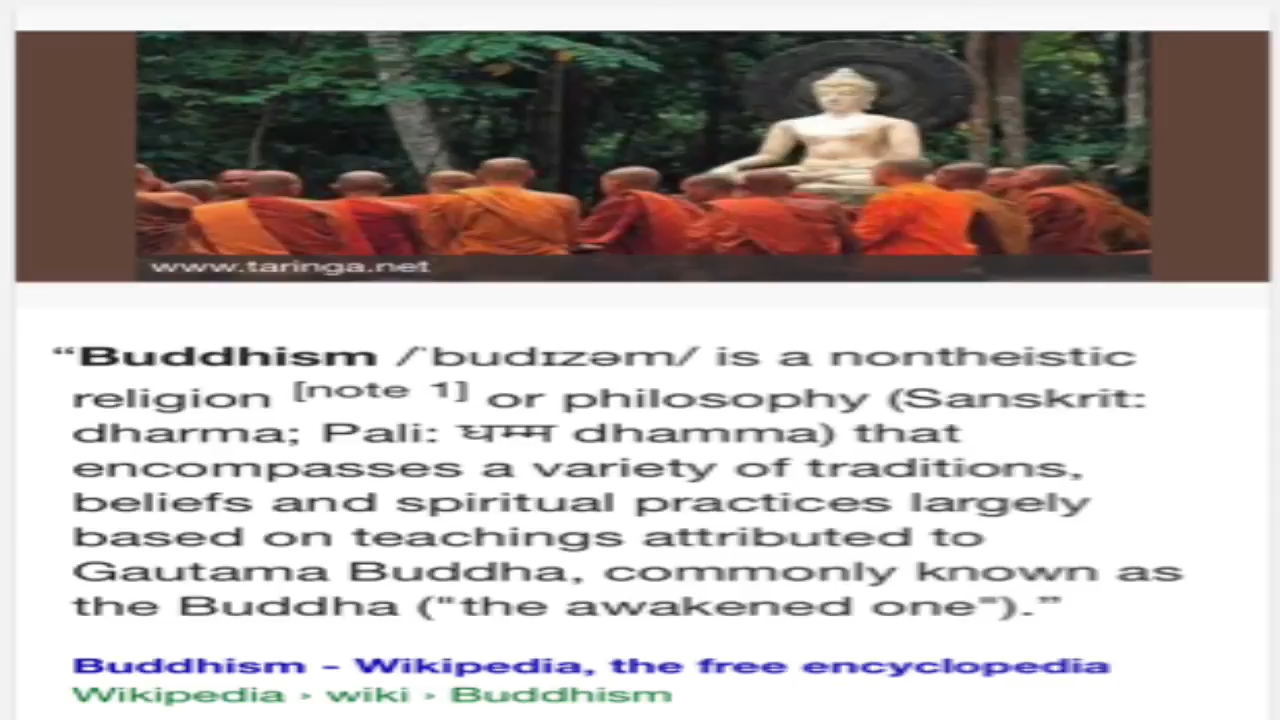 www.taringa.net
“Buddhism /ˈbudɪzəm/ is a nontheistic
religion [note 1] or philosophy (Sanskrit:
dharma; Pali: धम्म dhamma) that
encompasses a variety of traditions,
beliefs and spiritual practices largely
based on teachings attributed to
Gautama Buddha, commonly known as
the Buddha ("the awakened one").”
Buddhism - Wikipedia, the free encyclopedia
Wikipedia › wiki › Buddhism